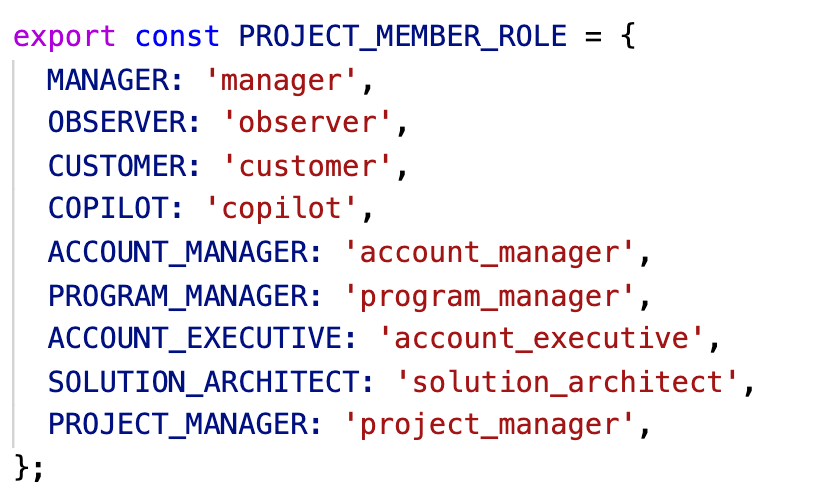 export const PROJECT_MEMBER_ROLE = {
  MANAGER: 'manager',
  OBSERVER: 'observer',
  CUSTOMER: 'customer',
  COPILOT: 'copilot',
  ACCOUNT_MANAGER: 'account_manager',
  PROGRAM_MANAGER: 'program_manager',
  ACCOUNT_EXECUTIVE: 'account_executive',
  SOLUTION_ARCHITECT: 'solution_architect',
  PROJECT_MANAGER: 'project_manager',
};